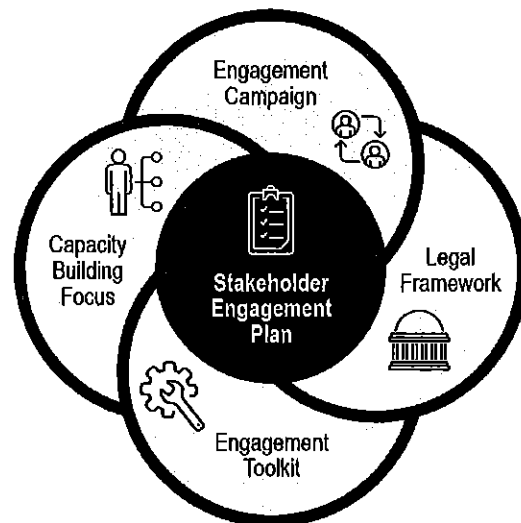 Engagement
Campaign
Capacity
Building
Focus
Stakeholder
Engagement
Plan
Legal
Framework
Engagement
Toolkit